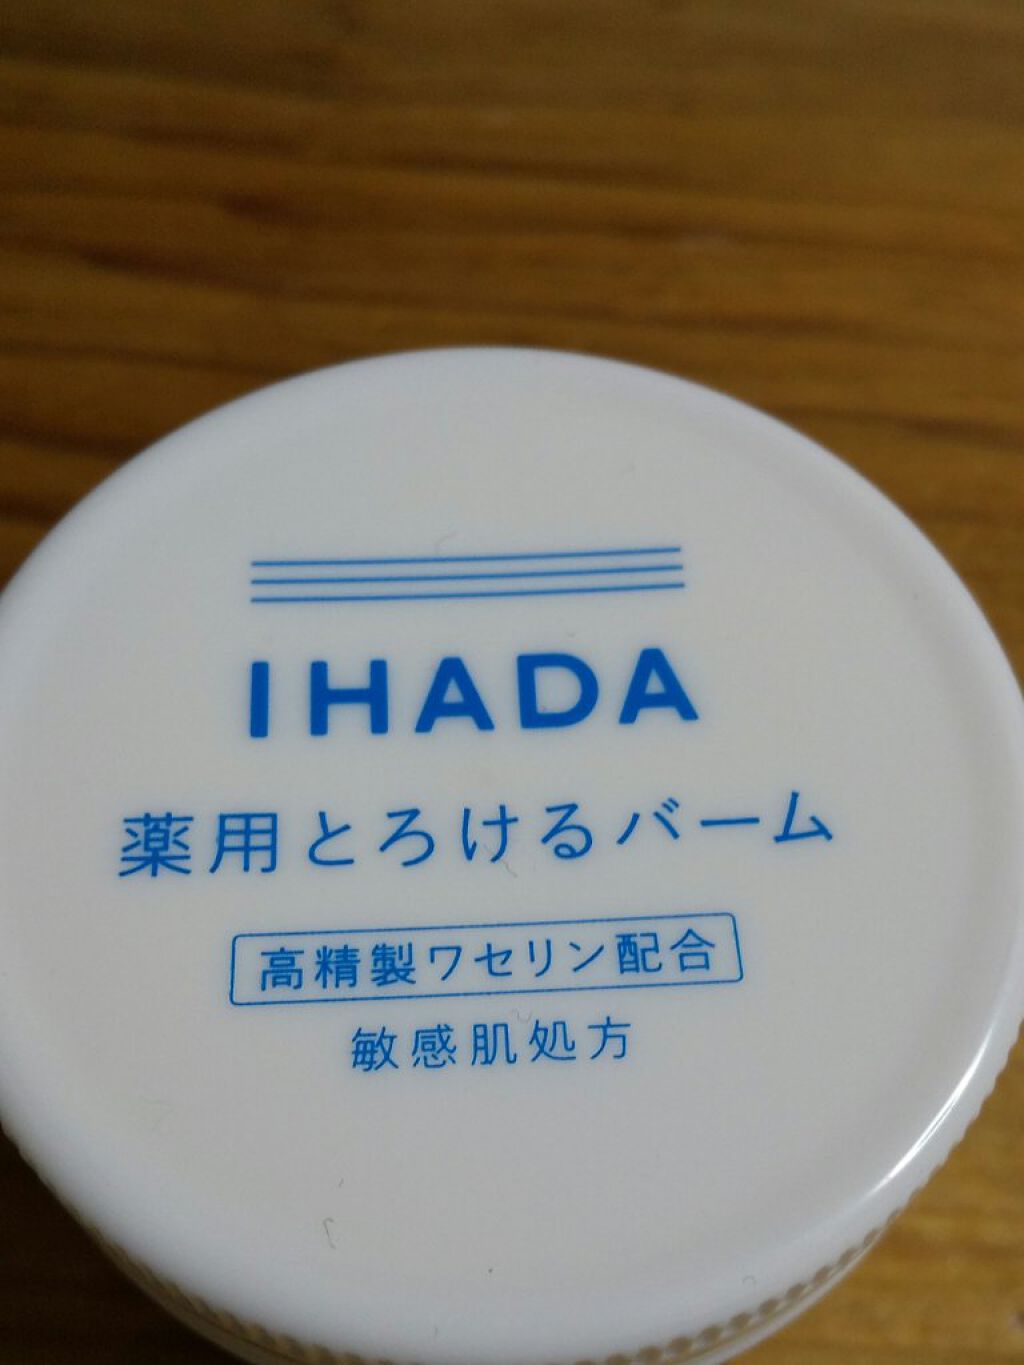 IHADA
薬用とろけるバーム
高精製ワセリン配合
敏感肌処方